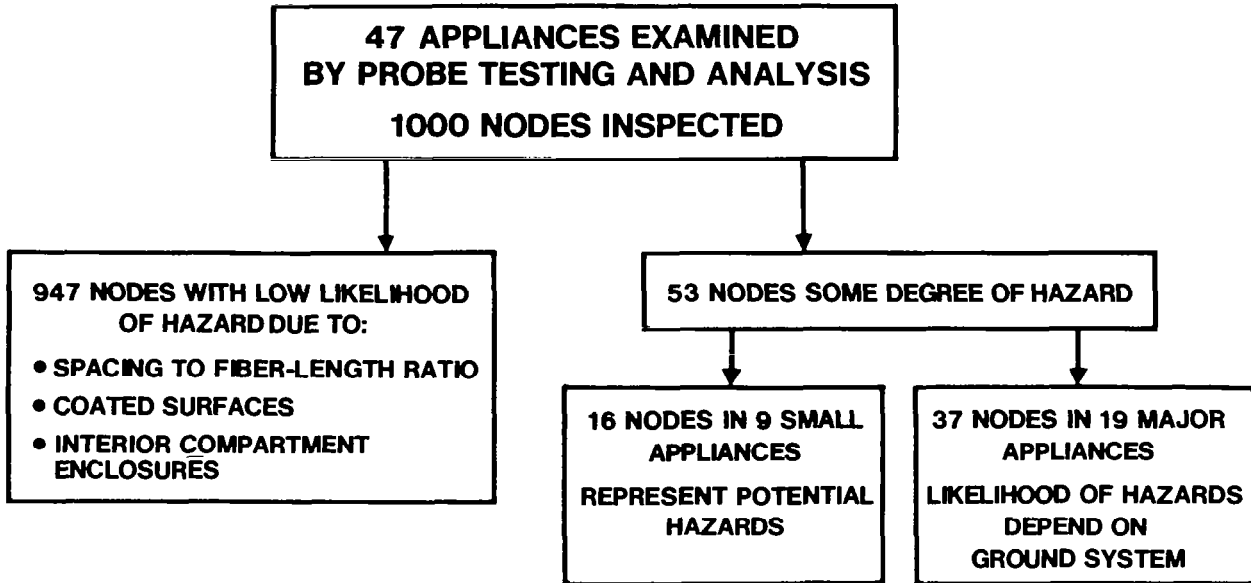 47 APPLIANCES EXAMINED
BY PROBE TESTING AND ANALYSIS
1000 NODES INSPECTED
947 NODES WITH LOW LIKELIHOOD
OF HAZARD DUE TO:
• SPACING TO FIBER-LENGTH RATIO
• COATED SURFACES
• INTERIOR COMPARTMENT
ENCLOSURES
53 NODES SOME DEGREE OF HAZARD
16 NODES IN 9 SMALL
APPLIANCES
REPRESENT POTENTIAL
HAZARDS
37 NODES IN 19 MAJOR
APPLIANCES
LIKELIHOOD OF HAZARDS
DEPEND ON
GROUND SYSTEM